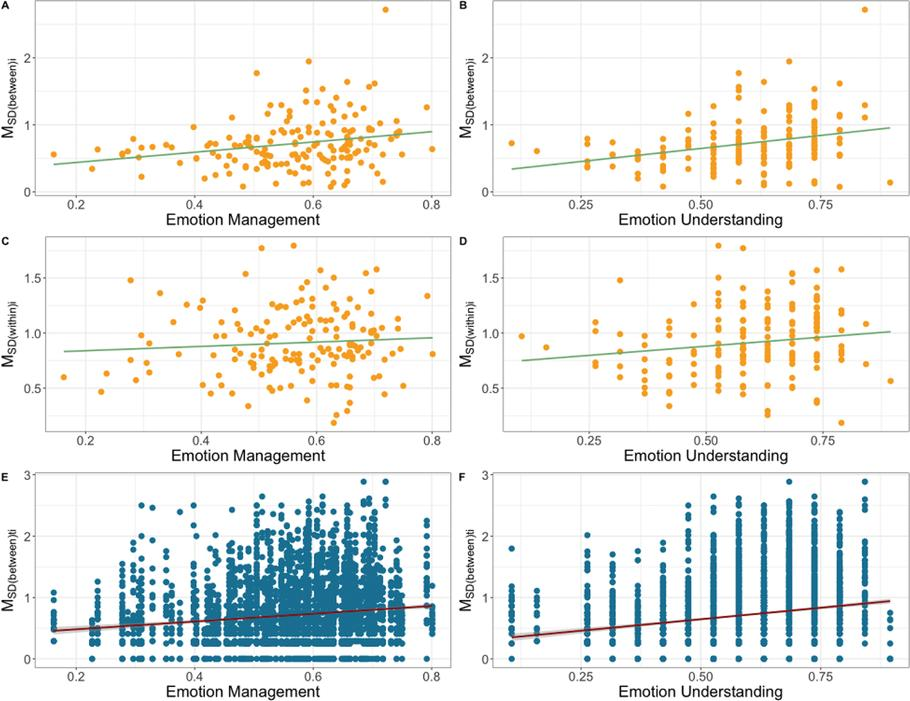 A
B
M_SD(between)i
2
1
0
0.2 0.4 0.6 0.8
Emotion Management
M_SD(between)i
2
1
0
0.25 0.50 0.75
Emotion Understanding
C
D
M_SD(within)i
1.5
1.0
0.5
0.2 0.4 0.6 0.8
Emotion Management
M_SD(within)i
1.5
1.0
0.5
0.25 0.50 0.75
Emotion Understanding
E
F
M_SD(between)ti
3
2
1
0
0.2 0.4 0.6 0.8
Emotion Management
M_SD(between)ti
3
2
1
0
0.25 0.50 0.75
Emotion Understanding